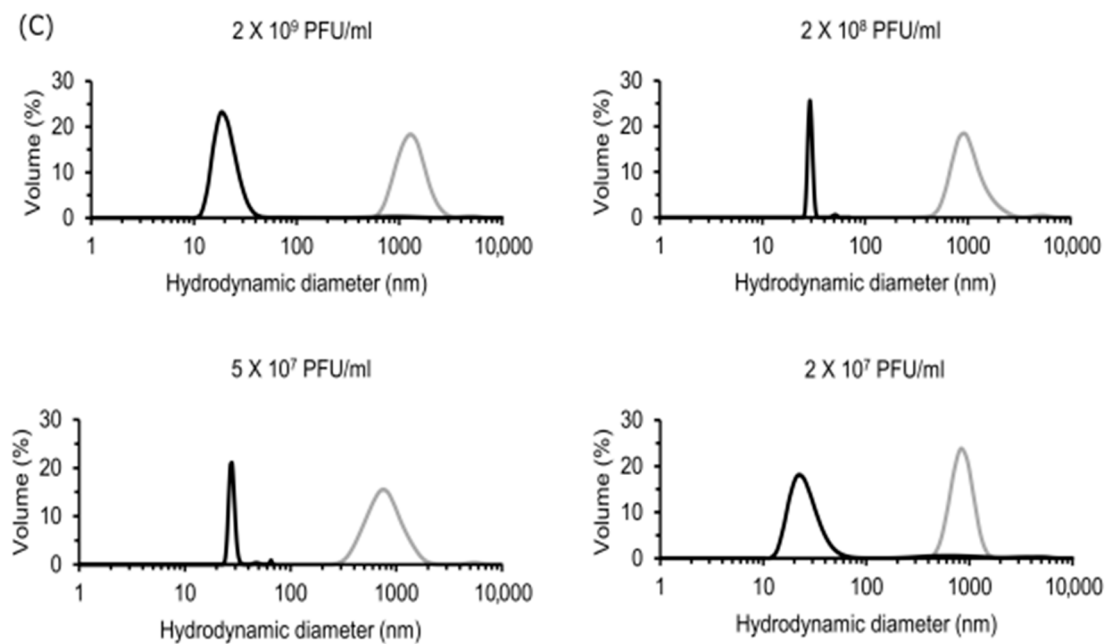 (C)
2 X 10⁹ PFU/ml
30
20
10
0
Volume (%)
1 10 100 1000 10,000
Hydrodynamic diameter (nm)
2 X 10⁸ PFU/ml
30
20
10
0
Volume (%)
1 10 100 1000 10,000
Hydrodynamic diameter (nm)
5 X 10⁷ PFU/ml
30
20
10
0
Volume (%)
1 10 100 1000 10,000
Hydrodynamic diameter (nm)
2 X 10⁷ PFU/ml
30
20
10
0
Volume (%)
1 10 100 1000 10,000
Hydrodynamic diameter (nm)